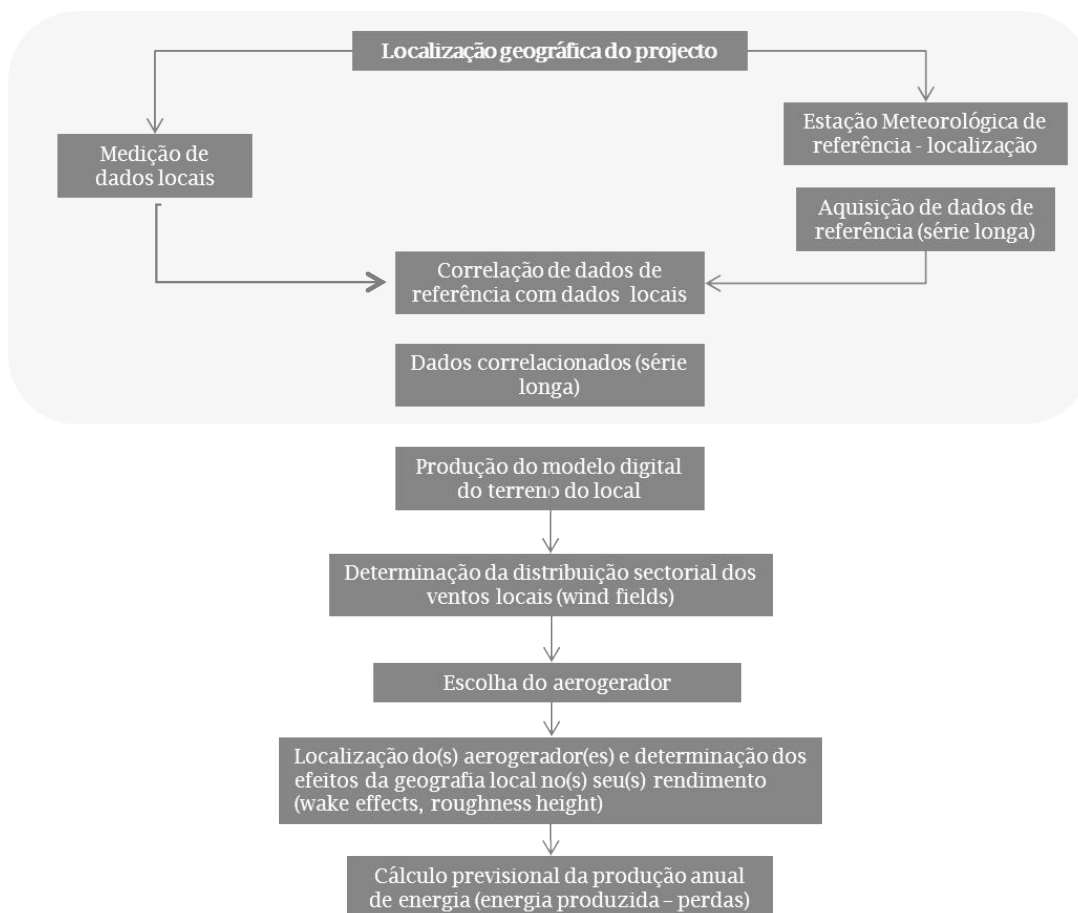 Localização geográfica do projecto
Medição de
dados locais
Estação Meteorológica de
referência - localização
Aquisição de dados de
referência (série longa)
Correlação de dados de
referência com dados locais
Dados correlacionados (série
longa)
Produção do modelo digital
do terreno do local
Determinação da distribuição sectorial dos
ventos locais (wind fields)
Escolha do aerogerador
Localização do(s) aerogerador(es) e determinação dos
efeitos da geografia local no(s) seu(s) rendimento
(wake effects, roughness height)
Cálculo previsional da produção anual
de energia (energia produzida – perdas)